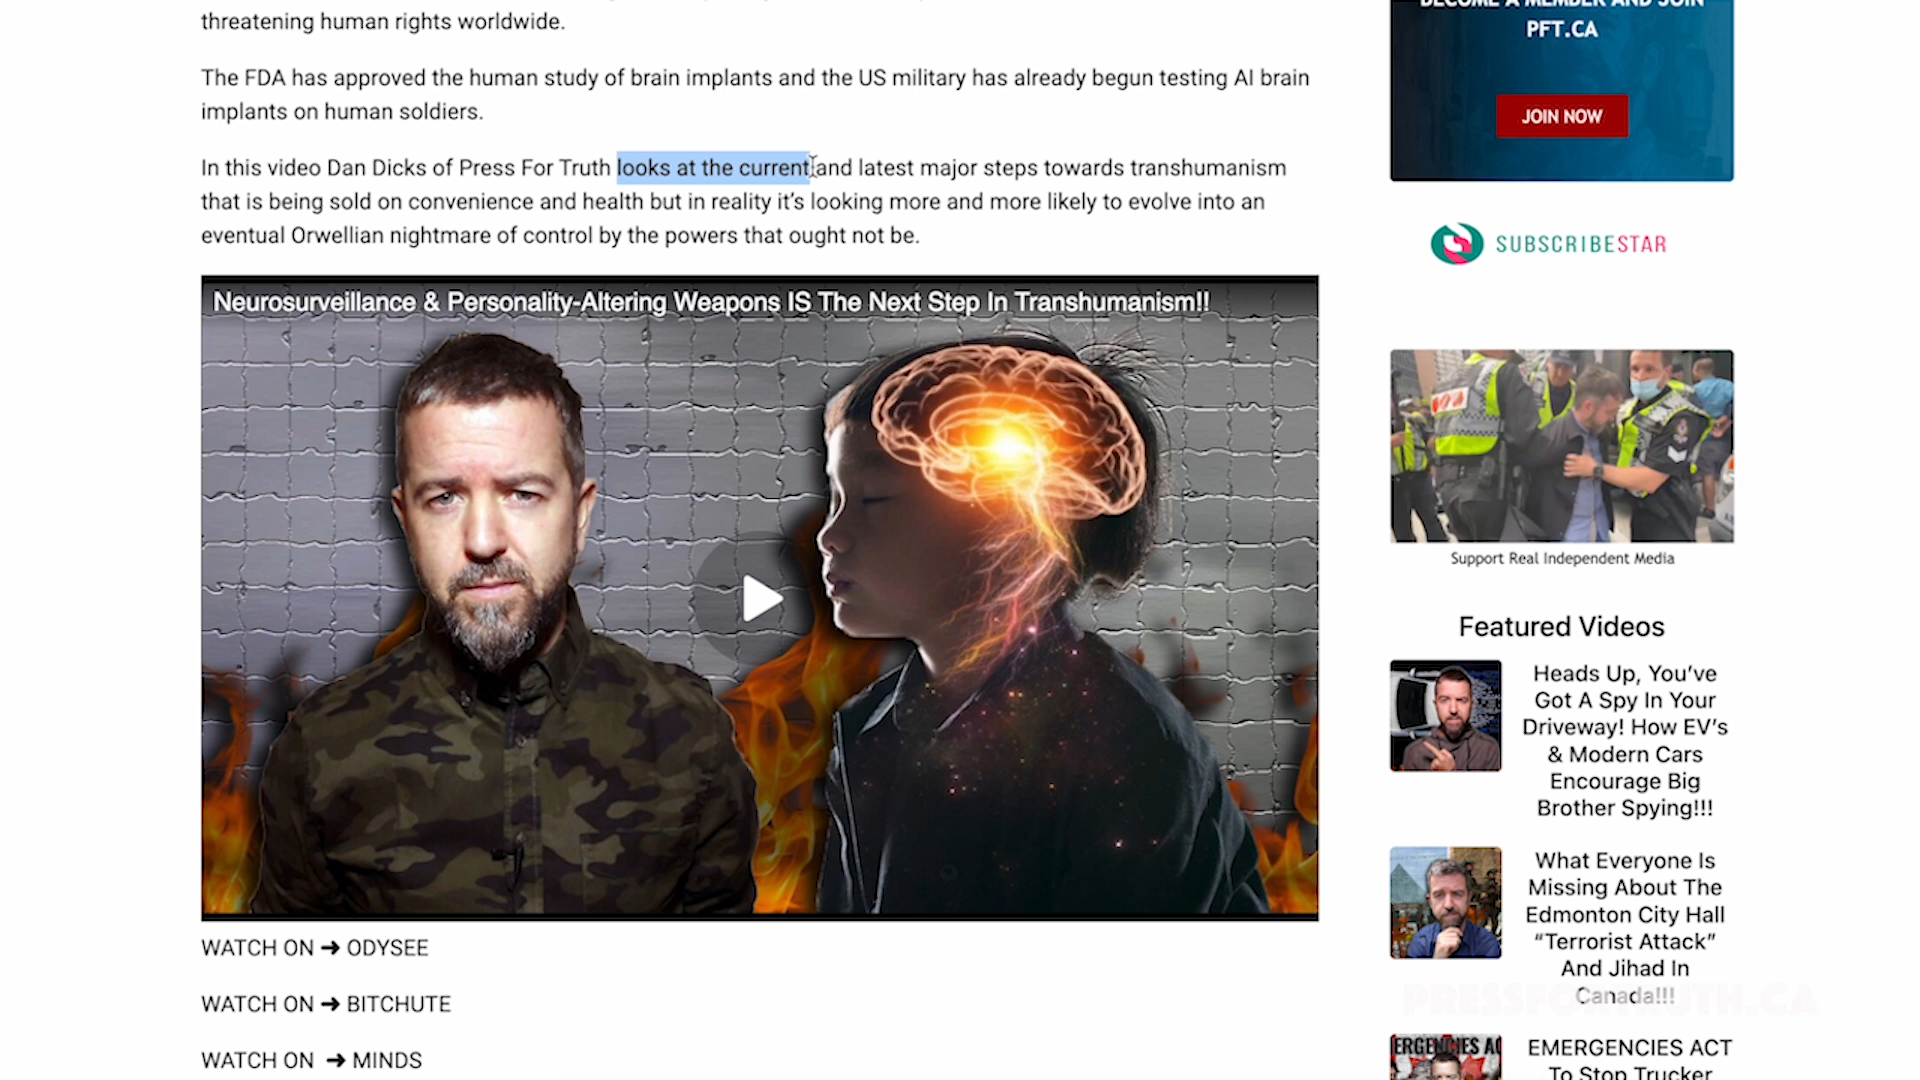 threatening human rights worldwide.
The FDA has approved the human study of brain implants and the US military has already begun testing AI brain
implants on human soldiers.
In this video Dan Dicks of Press For Truth looks at the current and latest major steps towards transhumanism
that is being sold on convenience and health but in reality it’s looking more and more likely to evolve into an
eventual Orwellian nightmare of control by the powers that ought not be.
Neurosurveillance & Personality-Altering Weapons IS The Next Step In Transhumanism!!
WATCH ON ➜ ODYSEE
WATCH ON ➜ BITCHUTE
WATCH ON ➜ MINDS
BECOME A MEMBER AND JOIN
PFT.CA
JOIN NOW
SUBSCRIBESTAR
Support Real Independent Media
Featured Videos
Heads Up, You’ve
Got A Spy In Your
Driveway! How EV’s
& Modern Cars
Encourage Big
Brother Spying!!!
What Everyone Is
Missing About The
Edmonton City Hall
“Terrorist Attack”
And Jihad In
Canada!!!
PRESSFORTRUTH.CA
EMERGENCIES ACT
To Stop Trucker